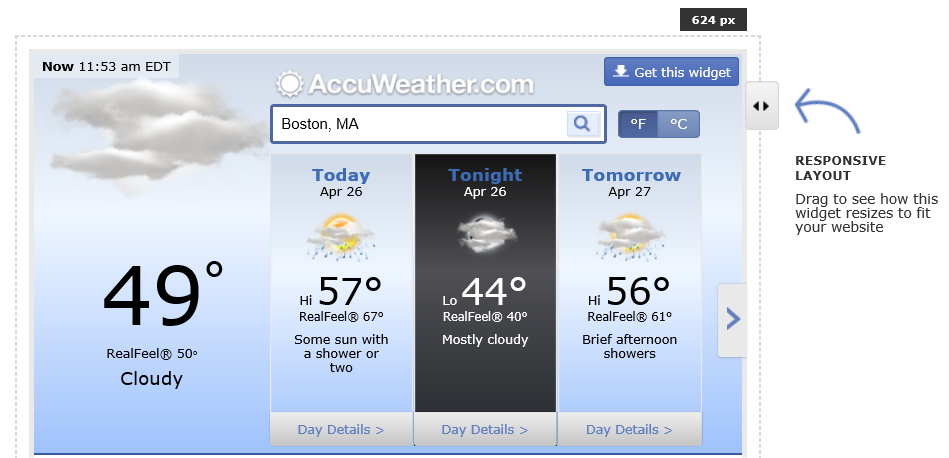 624 px
Now 11:53 am EDT
AccuWeather.com
Get this widget
Boston, MA
°F °C
RESPONSIVE
LAYOUT
Drag to see how this
widget resizes to fit
your website
49°
RealFeel® 50°
Cloudy
Today
Apr 26
Hi 57°
RealFeel® 67°
Some sun with
a shower or
two
Day Details >
Tonight
Apr 26
Lo 44°
RealFeel® 40°
Mostly cloudy
Day Details >
Tomorrow
Apr 27
Hi 56°
RealFeel® 61°
Brief afternoon
showers
Day Details >